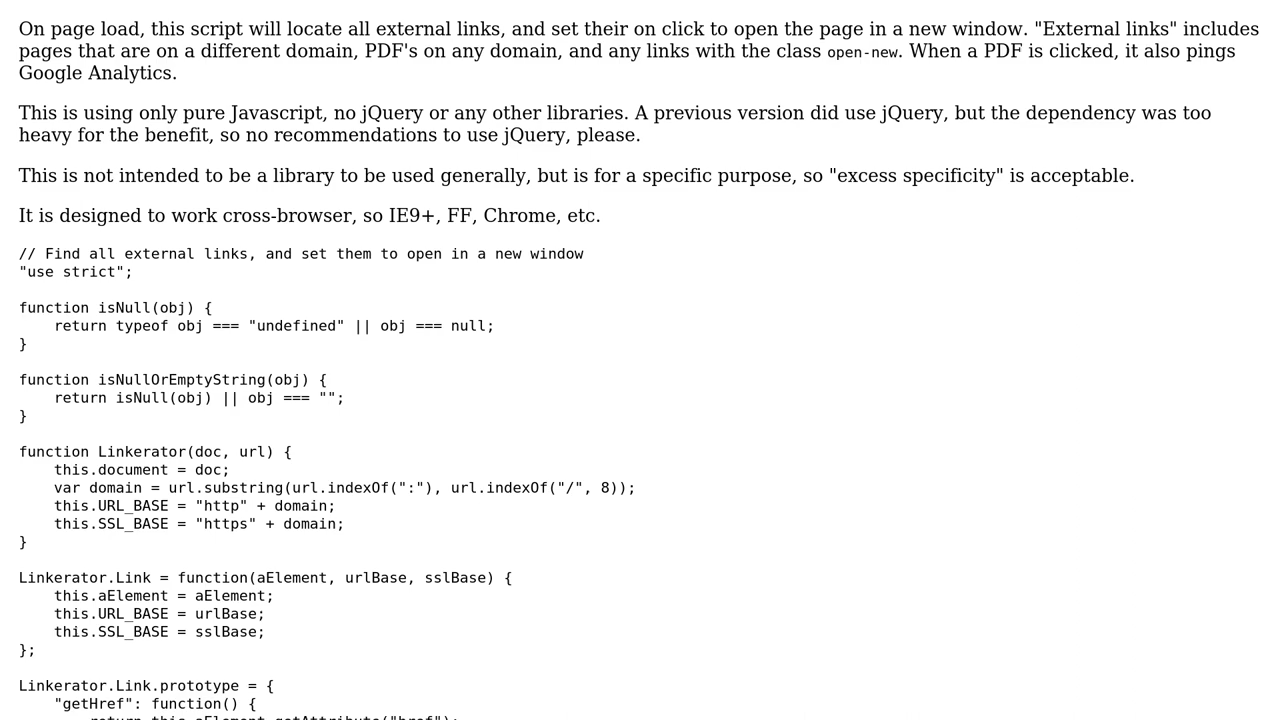 On page load, this script will locate all external links, and set their on click to open the page in a new window. "External links" includes
pages that are on a different domain, PDF's on any domain, and any links with the class open-new. When a PDF is clicked, it also pings
Google Analytics.
This is using only pure Javascript, no jQuery or any other libraries. A previous version did use jQuery, but the dependency was too
heavy for the benefit, so no recommendations to use jQuery, please.
This is not intended to be a library to be used generally, but is for a specific purpose, so "excess specificity" is acceptable.
It is designed to work cross-browser, so IE9+, FF, Chrome, etc.
// Find all external links, and set them to open in a new window
"use strict";
function isNull(obj) {
    return typeof obj === "undefined" || obj === null;
}
function isNullOrEmptyString(obj) {
    return isNull(obj) || obj === "";
}
function Linkerator(doc, url) {
    this.document = doc;
    var domain = url.substring(url.indexOf(":"), url.indexOf("/", 8));
    this.URL_BASE = "http" + domain;
    this.SSL_BASE = "https" + domain;
}
Linkerator.Link = function(aElement, urlBase, sslBase) {
    this.aElement = aElement;
    this.URL_BASE = urlBase;
    this.SSL_BASE = sslBase;
};
Linkerator.Link.prototype = {
    "getHref": function() {
        return this.aElement.getAttribute("href");